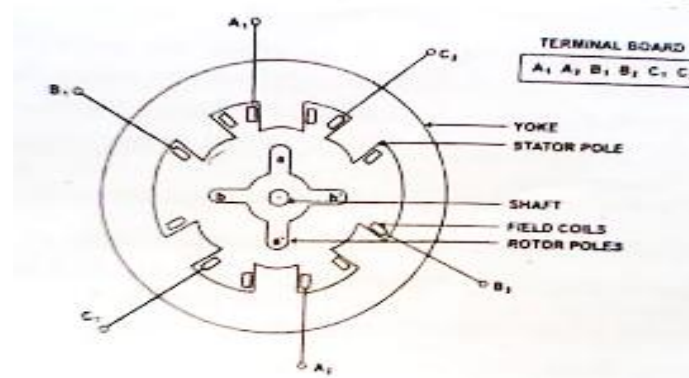 A₁
C₂
TERMINAL BOARD
A₁ A₂ B₁ B₂ C₁ C
B₁
YOKE
STATOR POLE
a
b
b'
SHAFT
FIELD COILS
a'
ROTOR POLES
B₂
C₁
A₂